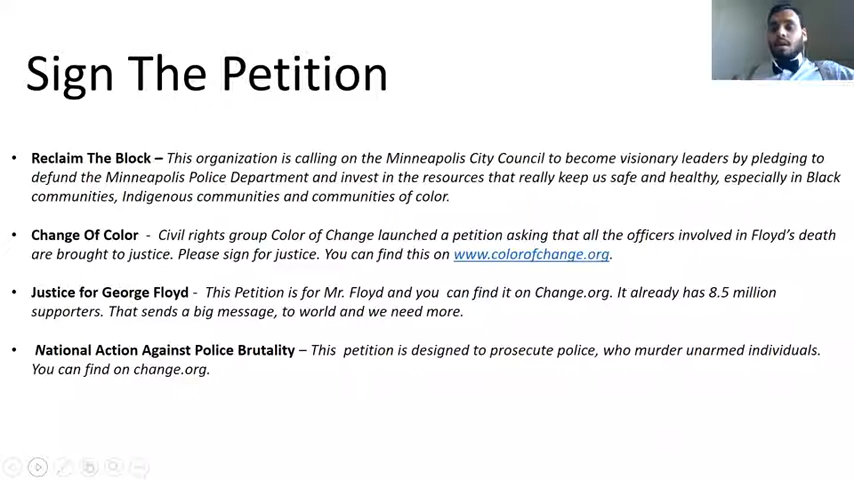 Sign The Petition
• Reclaim The Block – This organization is calling on the Minneapolis City Council to become visionary leaders by pledging to
defund the Minneapolis Police Department and invest in the resources that really keep us safe and healthy, especially in Black
communities, Indigenous communities and communities of color.
• Change Of Color - Civil rights group Color of Change launched a petition asking that all the officers involved in Floyd's death
are brought to justice. Please sign for justice. You can find this on www.colorofchange.org.
• Justice for George Floyd - This Petition is for Mr. Floyd and you can find it on Change.org. It already has 8.5 million
supporters. That sends a big message, to world and we need more.
• National Action Against Police Brutality – This petition is designed to prosecute police, who murder unarmed individuals.
You can find on change.org.